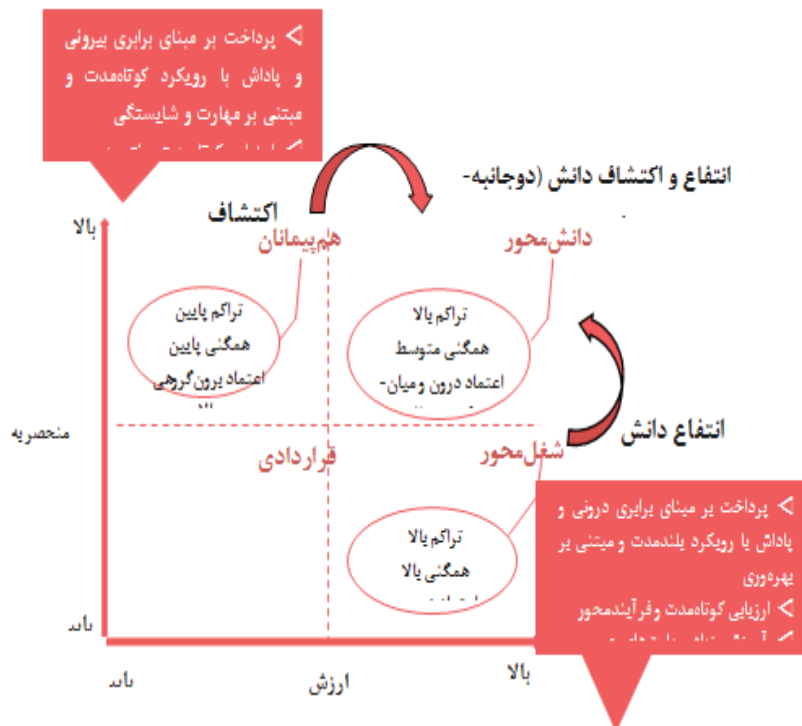 ⮘ پرداخت بر مبنای برابری بیرونی
و پاداش با رویکرد کوتاه‌مدت و
مبتنی بر مهارت و شایستگی
انتفاع و اکتشاف دانش (دوجانبه-
اکتشاف
بالا
هم‌پیمانان
دانش‌محور
تراکم پایین
همگنی پایین
اعتماد برون‌گروهی
تراکم بالا
همگنی متوسط
اعتماد درون و میان-
منحصربه
انتفاع دانش
قراردادی
شغل‌محور
تراکم بالا
همگنی بالا
⮘ پرداخت بر مبنای برابری درونی و
پاداش با رویکرد بلندمدت و مبتنی بر
بهره‌وری
⮘ ارزیابی کوتاه‌مدت و فرآیندمحور
ارزش
بالا